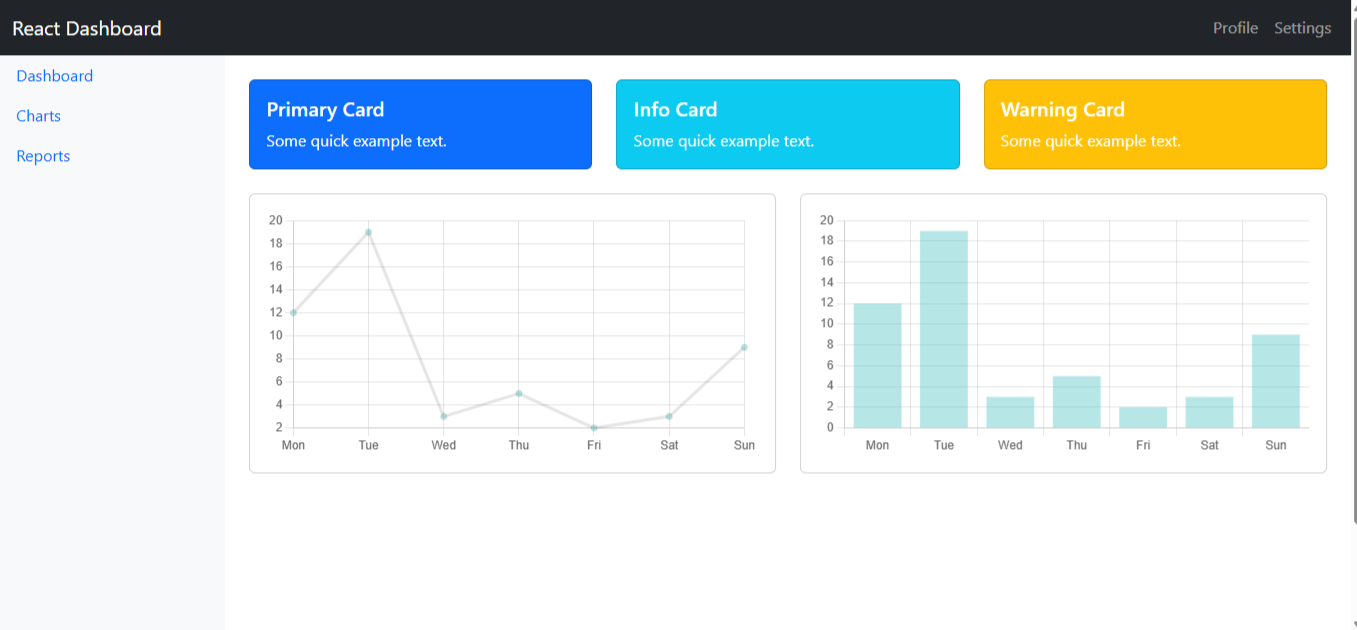 React Dashboard
Profile Settings
Dashboard
Charts
Reports
Primary Card
Some quick example text.
Info Card
Some quick example text.
Warning Card
Some quick example text.
20
18
16
14
12
10
8
6
4
2
Mon Tue Wed Thu Fri Sat Sun
20
18
16
14
12
10
8
6
4
2
0
Mon Tue Wed Thu Fri Sat Sun